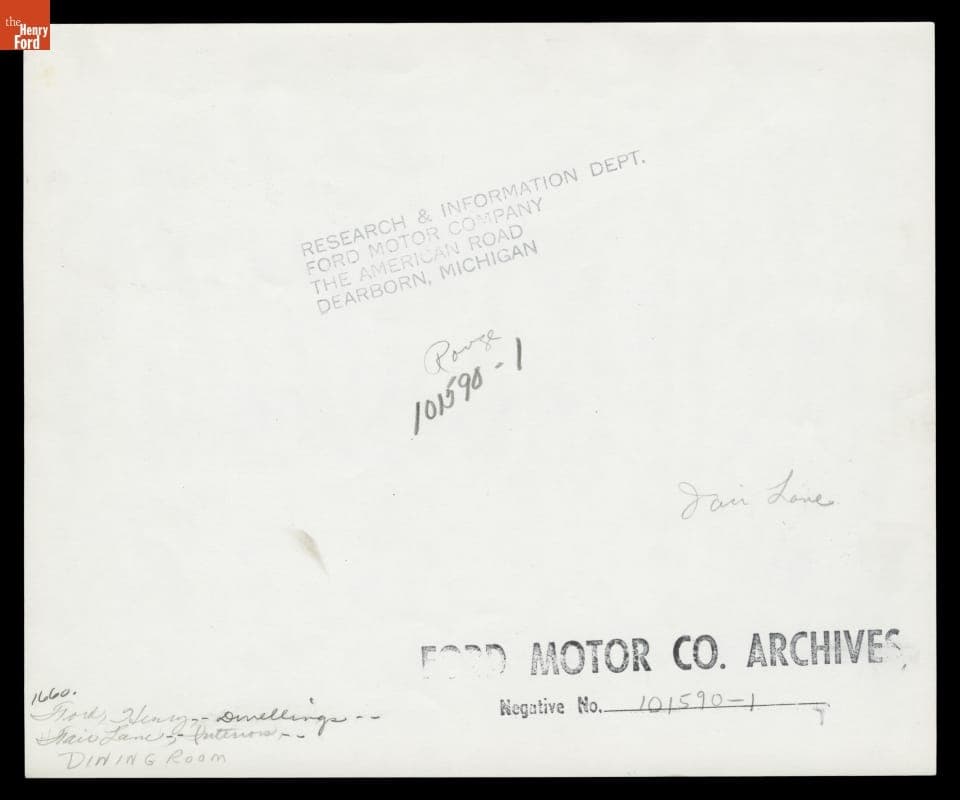 the
Henry
Ford
RESEARCH & INFORMATION DEPT.
FORD MOTOR COMPANY
THE AMERICAN ROAD
DEARBORN, MICHIGAN
Rouge
101590-1
Fair Lane
FORD MOTOR CO. ARCHIVES
Negative No. 101590-1
1660.
Ford, Henry -- Dwellings --
Fair Lane -- Interiors --
DINING ROOM